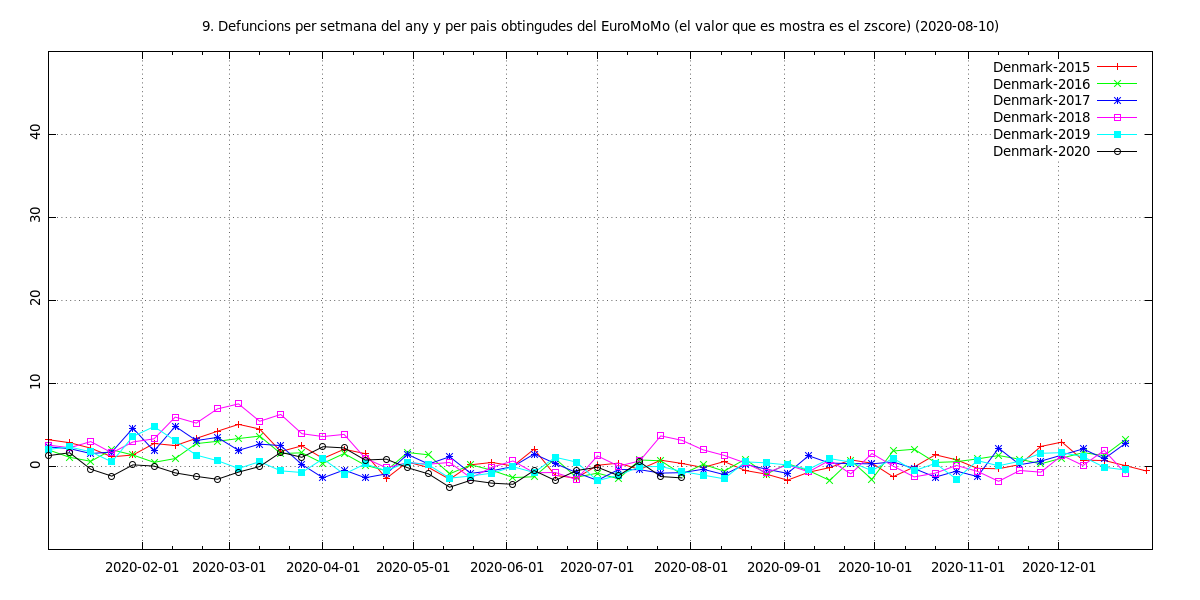 9. Defuncions per setmana del any y per pais obtingudes del EuroMoMo (el valor que es mostra es el zscore) (2020-08-10)
Denmark-2015
Denmark-2016
Denmark-2017
Denmark-2018
Denmark-2019
Denmark-2020
40
30
20
10
0
2020-02-01 2020-03-01 2020-04-01 2020-05-01 2020-06-01 2020-07-01 2020-08-01 2020-09-01 2020-10-01 2020-11-01 2020-12-01